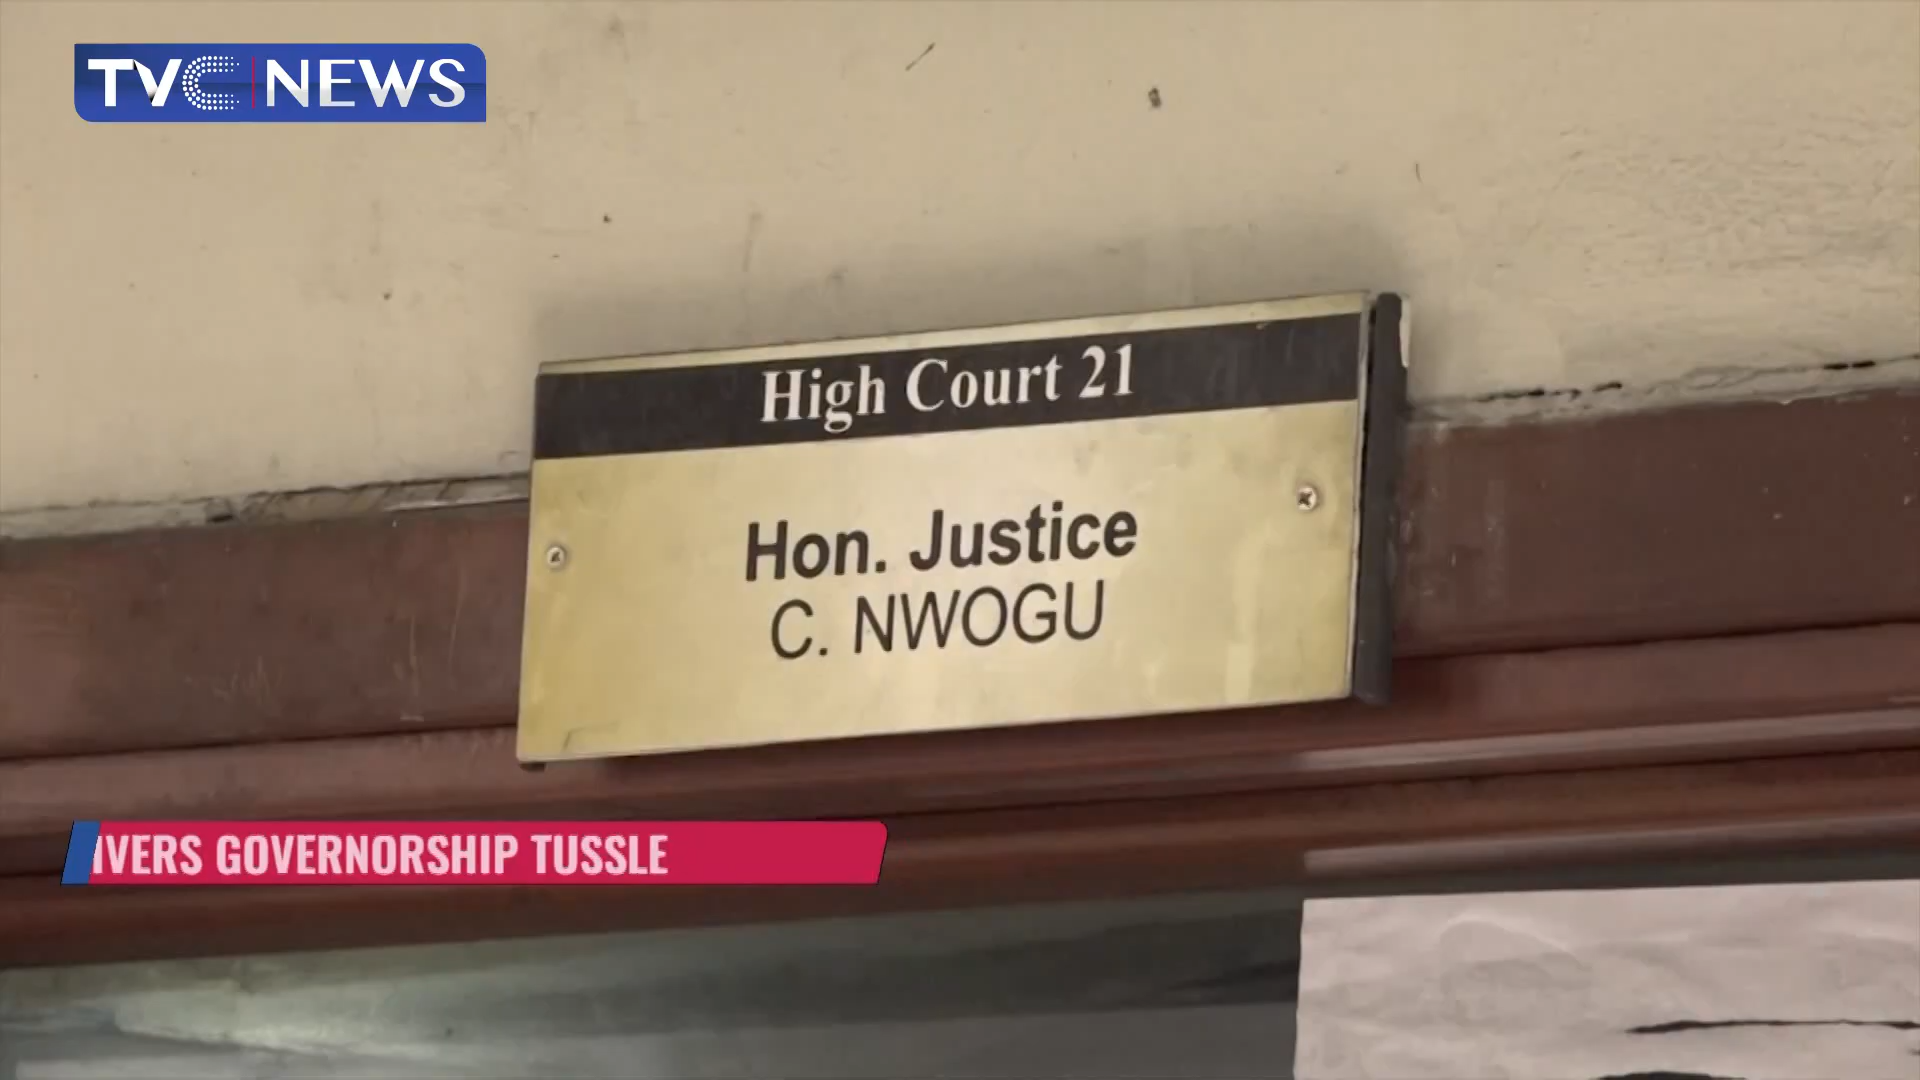 TVC NEWS
High Court 21
Hon. Justice
C. NWOGU
IVERS GOVERNORSHIP TUSSLE